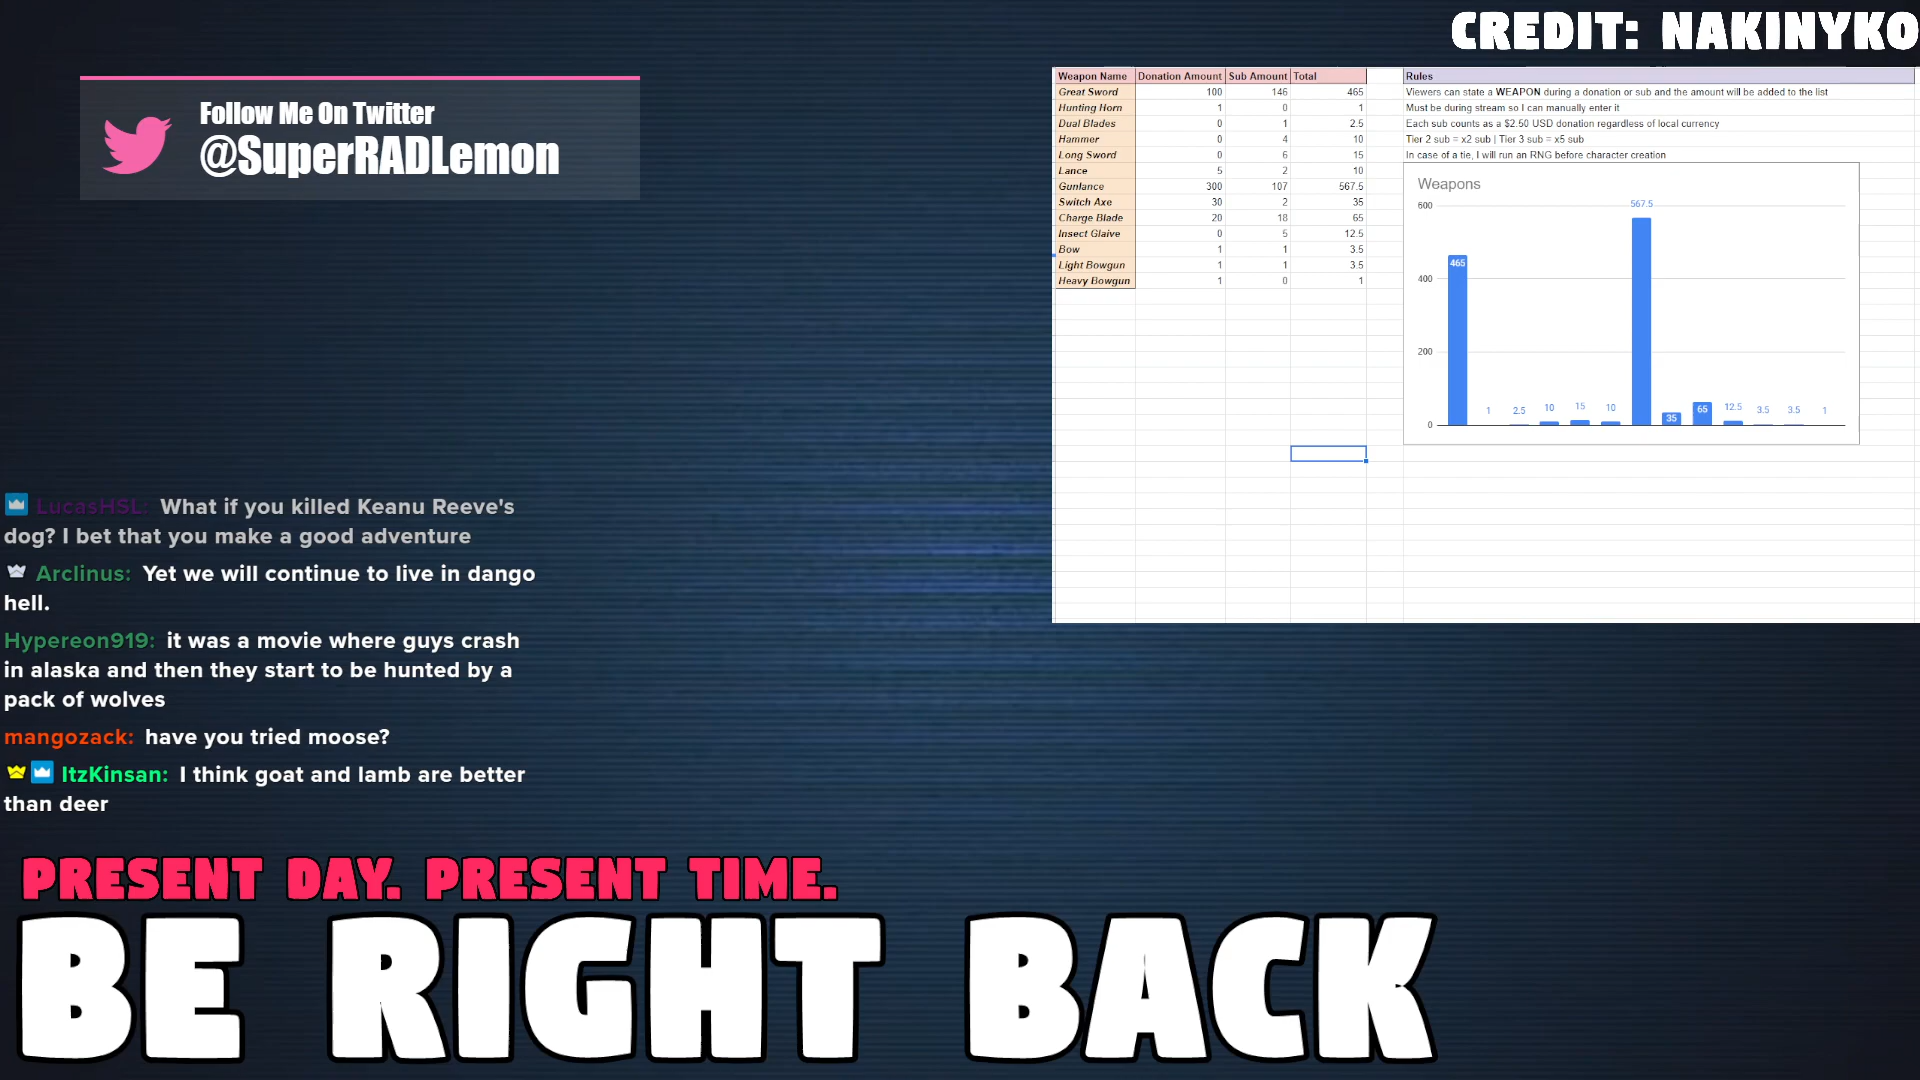 CREDIT: NAKINYKO
Follow Me On Twitter
@SuperRADLemon
Weapon Name Donation Amount Sub Amount Total
Great Sword 100 146 465
Hunting Horn 1 0 1
Dual Blades 0 1 2.5
Hammer 0 4 10
Long Sword 0 6 15
Lance 5 2 10
Gunlance 300 107 567.5
Switch Axe 30 2 35
Charge Blade 20 18 65
Insect Glaive 0 5 12.5
Bow 1 1 3.5
Light Bowgun 1 1 3.5
Heavy Bowgun 1 0 1
Rules
Viewers can state a WEAPON during a donation or sub and the amount will be added to the list
Must be during stream so I can manually enter it
Each sub counts as a $2.50 USD donation regardless of local currency
Tier 2 sub = x2 sub | Tier 3 sub = x5 sub
In case of a tie, I will run an RNG before character creation
Weapons
600
400
200
0
465 1 2.5 10 15 10 567.5 35 65 12.5 3.5 3.5 1
LucasHSL: What if you killed Keanu Reeve's
dog? I bet that you make a good adventure
Arclinus: Yet we will continue to live in dango
hell.
Hypereon919: it was a movie where guys crash
in alaska and then they start to be hunted by a
pack of wolves
mangozack: have you tried moose?
ItzKinsan: I think goat and lamb are better
than deer
PRESENT DAY. PRESENT TIME.
BE RIGHT BACK